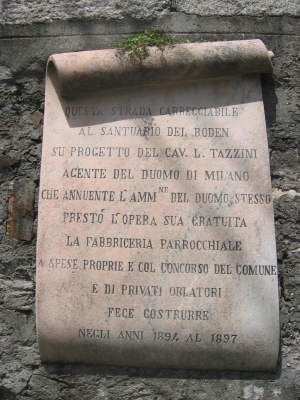 QUESTA STRADA CARREGGIABILE
AL SANTUARIO DEL BODEN
SU PROGETTO DEL CAV. L. TAZZINI
AGENTE DEL DUOMO DI MILANO
CHE ANNUENTE L'AMM.NE DEL DUOMO STESSO
PRESTÓ L'OPERA SUA GRATUITA
LA FABBRICERIA PARROCCHIALE
A SPESE PROPRIE E COL CONCORSO DEL COMUNE
E DI PRIVATI OBLATORI
FECE COSTRURRE
NEGLI ANNI 1894 AL 1897